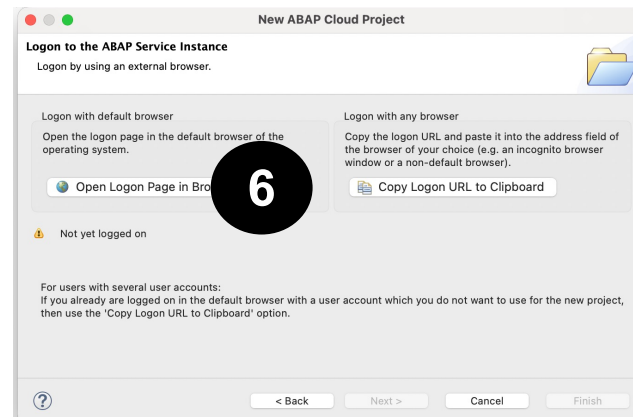 New ABAP Cloud Project
Logon to the ABAP Service Instance
Logon by using an external browser.
Logon with default browser
Open the logon page in the default browser of the
operating system.
Open Logon Page in Bro
6
Logon with any browser
Copy the logon URL and paste it into the address field of
the browser of your choice (e.g. an incognito browser
window or a non-default browser).
Copy Logon URL to Clipboard
Not yet logged on
For users with several user accounts:
If you already are logged on in the default browser with a user account which you do not want to use for the new project,
then use the 'Copy Logon URL to Clipboard' option.
?
< Back
Next >
Cancel
Finish